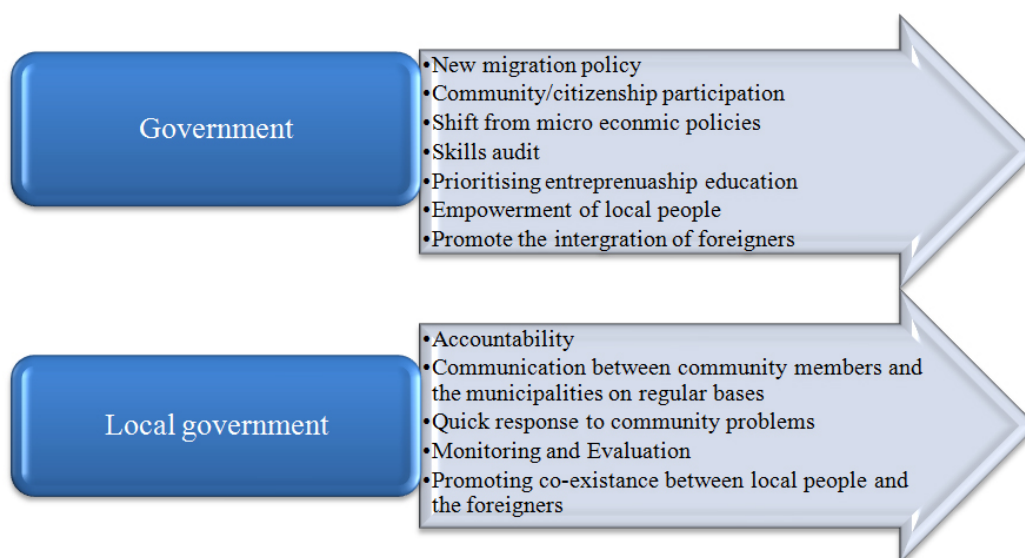 Government
•New migration policy
•Community/citizenship participation
•Shift from micro econmic policies
•Skills audit
•Prioritising entreprenuaship education
•Empowerment of local people
•Promote the intergration of foreigners
Local government
•Accountability
•Communication between community members and
the municipalities on regular bases
•Quick response to community problems
•Monitoring and Evaluation
•Promoting co-existance between local people and
the foreigners